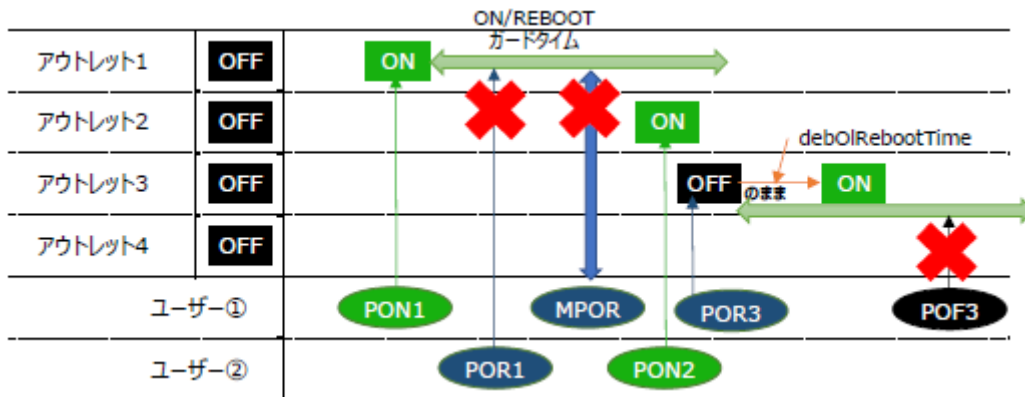 ON/REBOOT
ガードタイム
アウトレット1 OFF ON
アウトレット2 OFF ON
debOlRebootTime
アウトレット3 OFF OFF のまま ON
アウトレット4 OFF
ユーザー① PON1 MPOR POR3 POF3
ユーザー② POR1 PON2